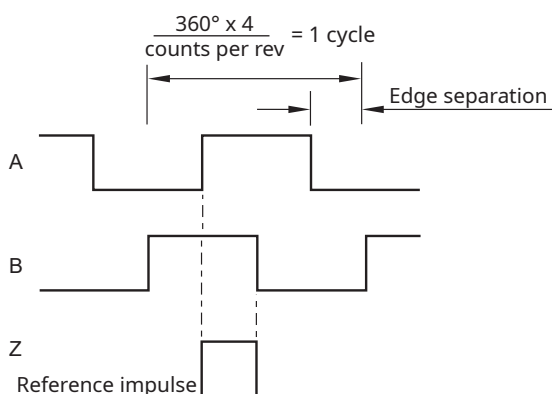 360° x 4
counts per rev
= 1 cycle
Edge separation
A
B
Z
Reference impulse